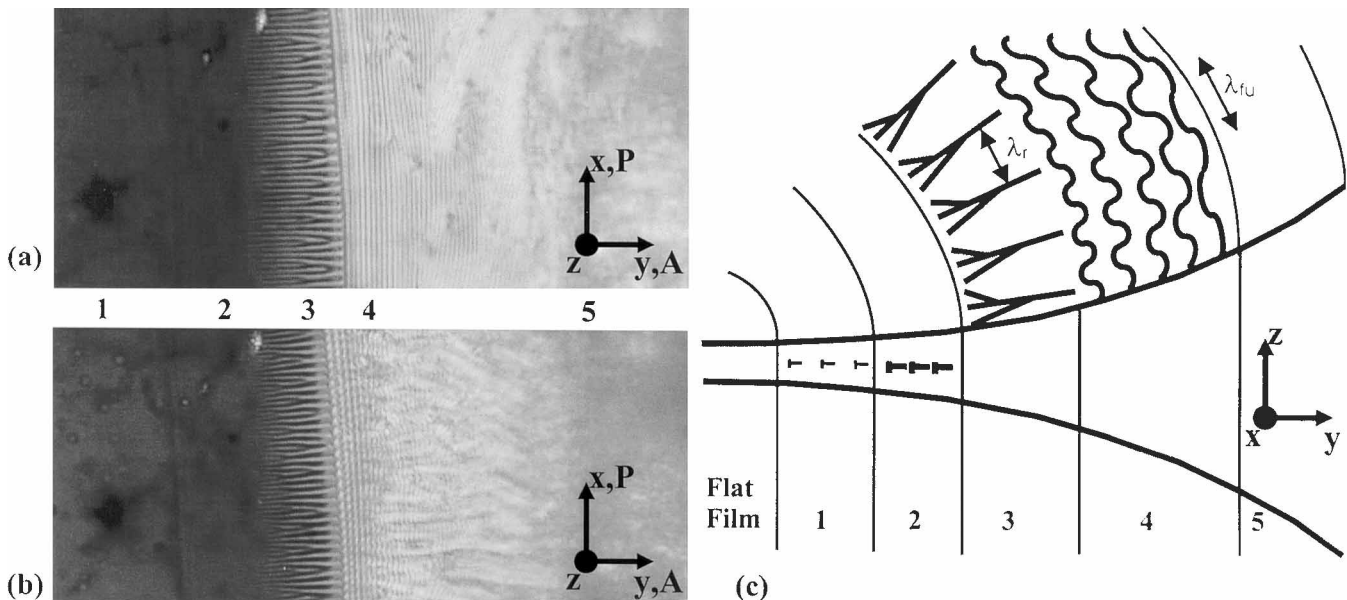 x,P
z
y,A
(a)
1 2 3 4 5
x,P
z
y,A
(b)
λfu
λr
z
x
y
Flat
Film
1 2 3 4 5
(c)